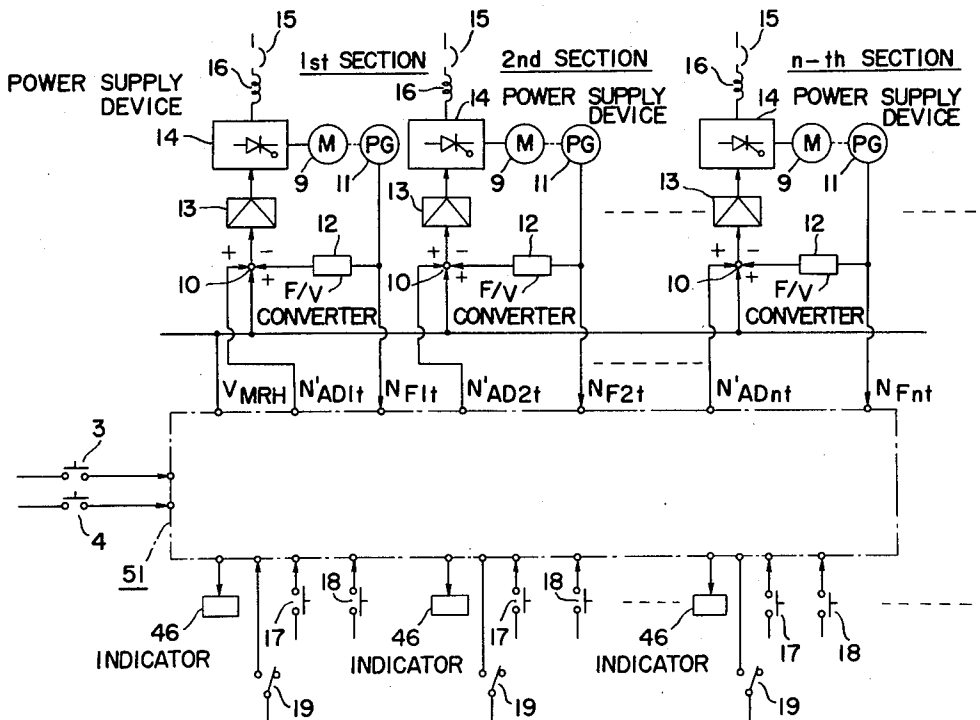 15
15
15
16
1st SECTION
2nd SECTION
n-th SECTION
POWER SUPPLY DEVICE
16
14
POWER SUPPLY DEVICE
16
14
POWER SUPPLY DEVICE
14
M
PG
M
PG
M
PG
9
11
9
11
9
11
13
13
13
12
12
12
+
−
+
−
+
−
10
+
10
+
10
+
F/V CONVERTER
F/V CONVERTER
F/V CONVERTER
VMRH
N'AD1t
NF1t
N'AD2t
NF2t
N'ADnt
NFnt
3
4
51
17
18
17
18
17
18
46
INDICATOR
46
INDICATOR
46
INDICATOR
19
19
19